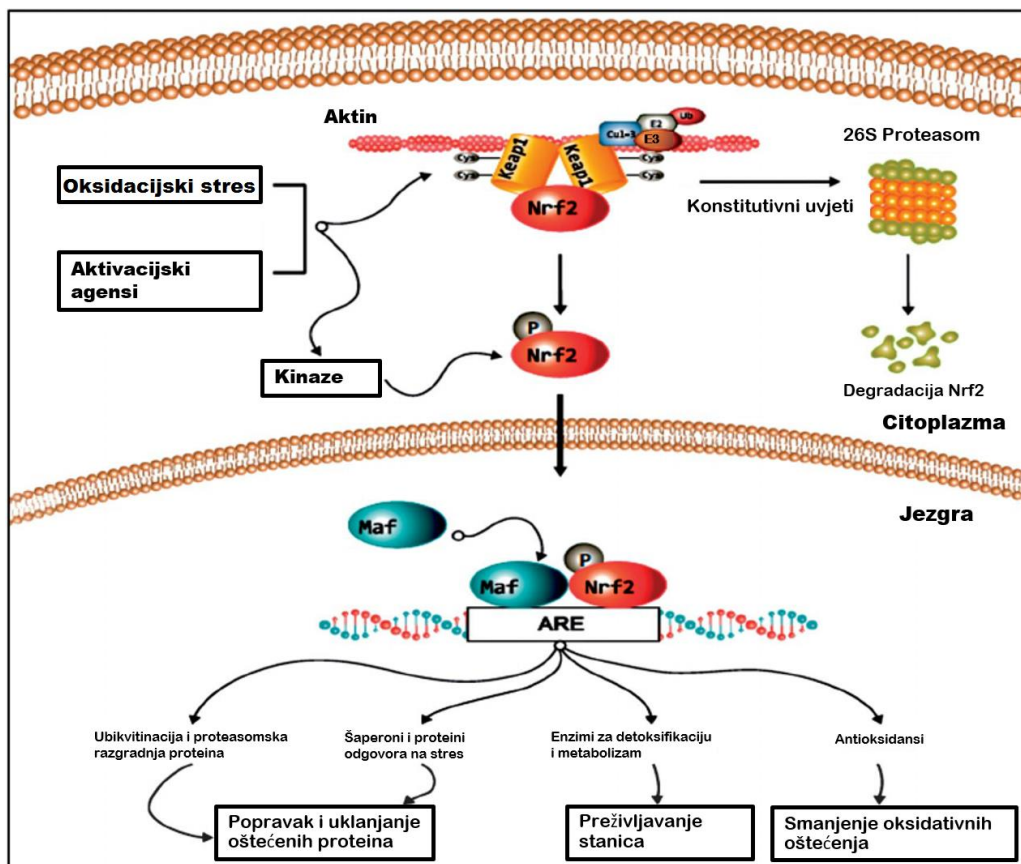 Aktin
Cul-3
E2
Ub
E3
26S Proteasom
Cys
Cys
Keap1
Keap1
Cys
Cys
Nrf2
Konstitutivni uvjeti
Oksidacijski stres
Aktivacijski
agensi
P
Nrf2
Kinaze
Degradacija Nrf2
Citoplazma
Jezgra
Maf
P
Maf
Nrf2
ARE
Ubikvitinacija i proteasomska
razgradnja proteina
Šaperoni i proteini
odgovora na stres
Enzimi za detoksifikaciju
i metabolizam
Antioksidansi
Popravak i uklanjanje
oštećenih proteina
Preživljavanje
stanica
Smanjenje oksidativnih
oštećenja